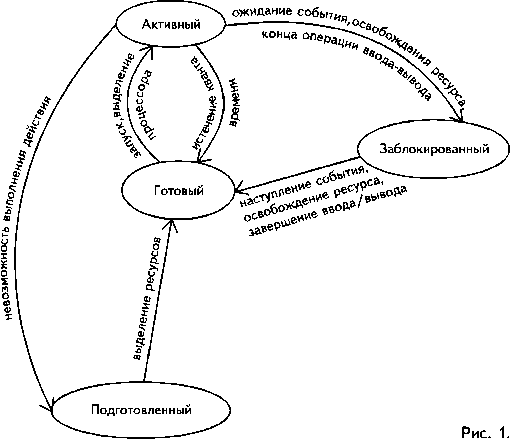 Активный
ожидание события, освобождения ресурса,
конца операции ввода-вывода
запуск, выделение
процессора
истечение кванта
времени
невозможность выполнения действия
Заблокированный
Готовый
наступление события,
освобождение ресурса,
завершение ввода/вывода
выделение ресурсов
Подготовленный
Рис. 1.